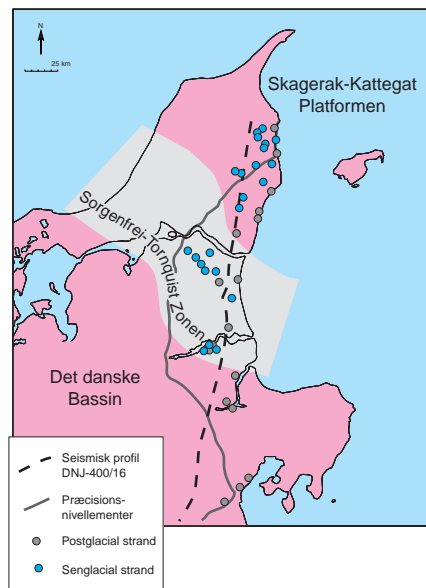 N
25 km
Skagerak-Kattegat
Platformen
Sorgenfrei-Tornquist Zonen
Det danske
Bassin
Seismisk profil
DNJ-400/16
Præcisions-
nivellementer
Postglacial strand
Senglacial strand